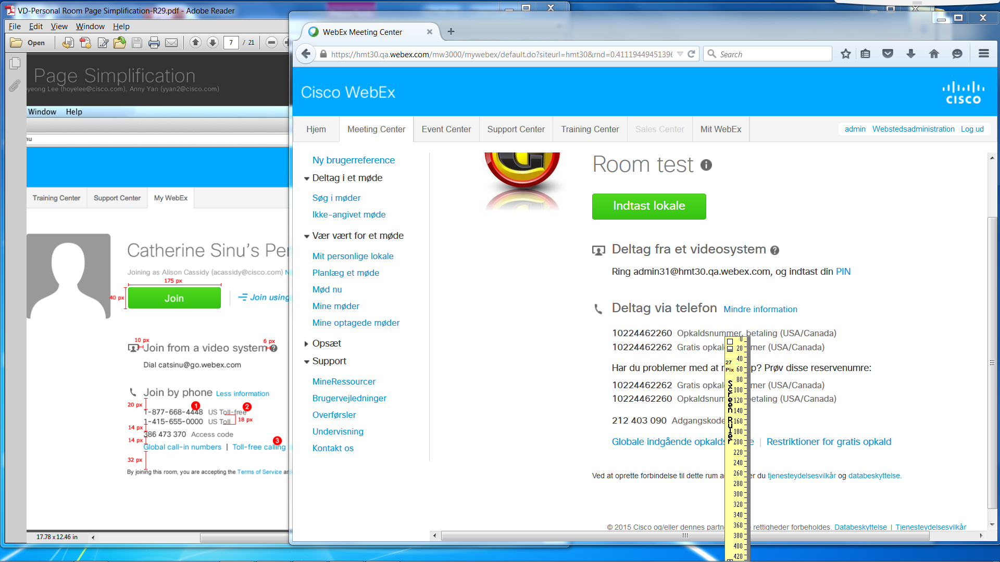 VD-Personal Room Page Simplification-R29.pdf - Adobe Reader
File Edit View Window Help
Open 7 / 21
Page Simplification
yeong Lee (hoyelee@cisco.com), Anny Yan (yyan2@cisco.com)
Window Help
nu
Training Center Support Center My WebEx
Catherine Sinu's Per
Joining as Alison Cassidy (acassidy@cisco.com) N
175 px
40 px
Join
Join using
10 px
6 px
Join from a video system
Dial catsinu@go.webex.com
Join by phone Less information
20 px
1
2
1-877-668-4448 US Toll-free
1-415-655-0000 US Toll
18 px
14 px
386 473 370 Access code
14 px
3
Global call-in numbers | Toll-free calling
32 px
By joining this room, you are accepting the Terms of Service an
17.78 x 12.46 in
WebEx Meeting Center
https://hmt30.qa.webex.com/mw3000/mywebex/default.do?siteurl=hmt30&rnd=0.4111944945139
Search
Cisco WebEx
CISCO
Hjem Meeting Center Event Center Support Center Training Center Sales Center Mit WebEx
admin Webstedsadministration Log ud
Ny brugerreference
Deltag i et møde
Søg i møder
Ikke-angivet møde
Vær vært for et møde
Mit personlige lokale
Planlæg et møde
Mød nu
Mine møder
Mine optagede møder
Opsæt
Support
MineRessourcer
Brugervejledninger
Overførsler
Undervisning
Kontakt os
G
Room test
Indtast lokale
Deltag fra et videosystem
Ring admin31@hmt30.qa.webex.com, og indtast din PIN
Deltag via telefon Mindre information
10224462260 Opkaldsnummer, betaling (USA/Canada)
10224462262 Gratis opka mer (USA/Canada)
Har du problemer med at r p? Prøv disse reservenumre:
10224462262 Gratis opka mer (USA/Canada)
10224462260 Opkaldsnum etaling (USA/Canada)
212 403 090 Adgangskode
Globale indgående opkalds e | Restriktioner for gratis opkald
Ved at oprette forbindelse til dette rum a er du tjenesteydelsesvilkår og databeskyttelse.
© 2015 Cisco og/eller dennes partn rettigheder forbeholdes. Databeskyttelse | Tjenesteydelsesvilkår
27
Pix
Screen Ruler
0
20
40
60
80
100
120
140
160
180
200
220
240
260
280
300
320
340
360
380
400
420